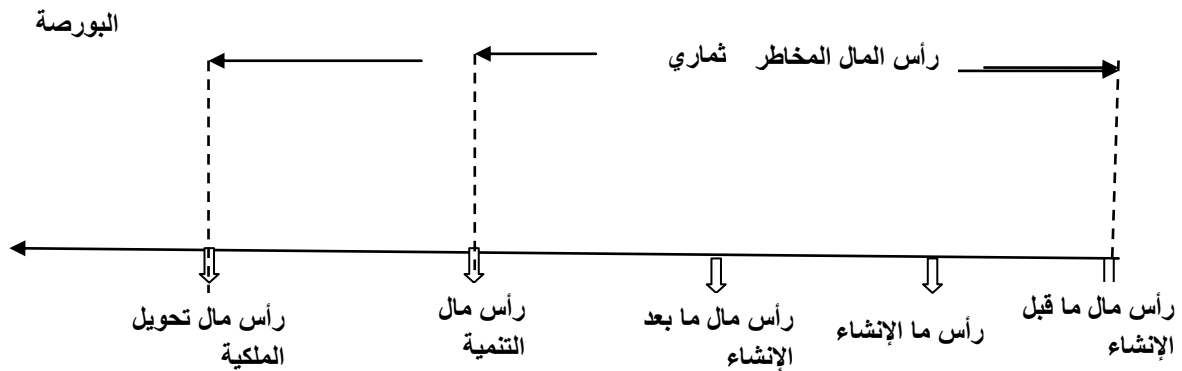 البورصة
رأس المال المخاطر ثماري
رأس مال ما قبل
الإنشاء
رأس ما الإنشاء
رأس مال ما بعد
الإنشاء
رأس مال
التنمية
رأس مال تحويل
الملكية